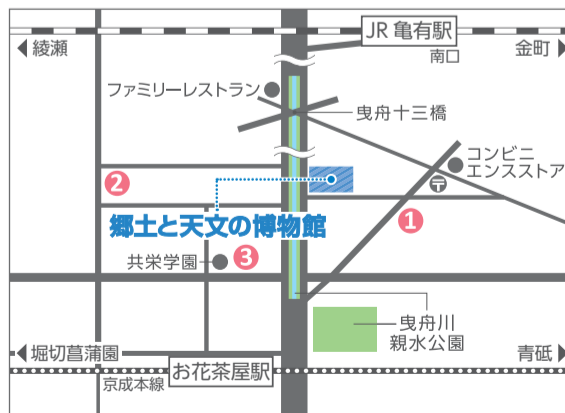 JR 亀有駅
綾瀬
南口
金町
ファミリーレストラン
曳舟十三橋
コンビニ
エンスストア
〒
②
①
郷土と天文の博物館
共栄学園
③
曳舟川
親水公園
堀切菖蒲園
お花茶屋駅
青砥
京成本線